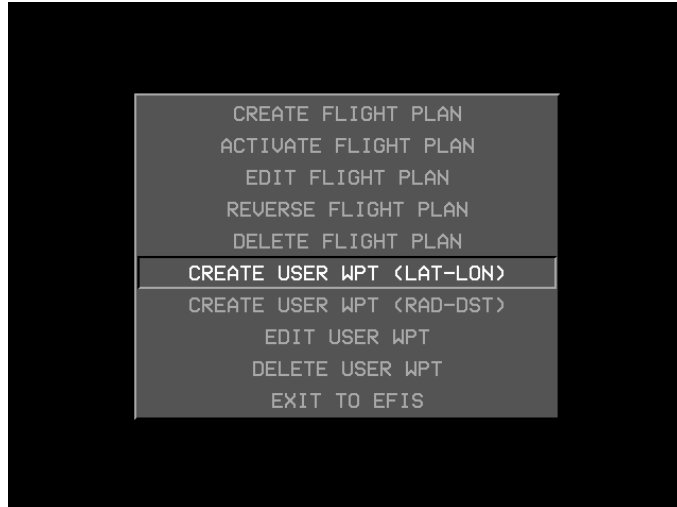 CREATE FLIGHT PLAN
ACTIVATE FLIGHT PLAN
EDIT FLIGHT PLAN
REVERSE FLIGHT PLAN
DELETE FLIGHT PLAN
CREATE USER WPT (LAT-LON)
CREATE USER WPT (RAD-DST)
EDIT USER WPT
DELETE USER WPT
EXIT TO EFIS